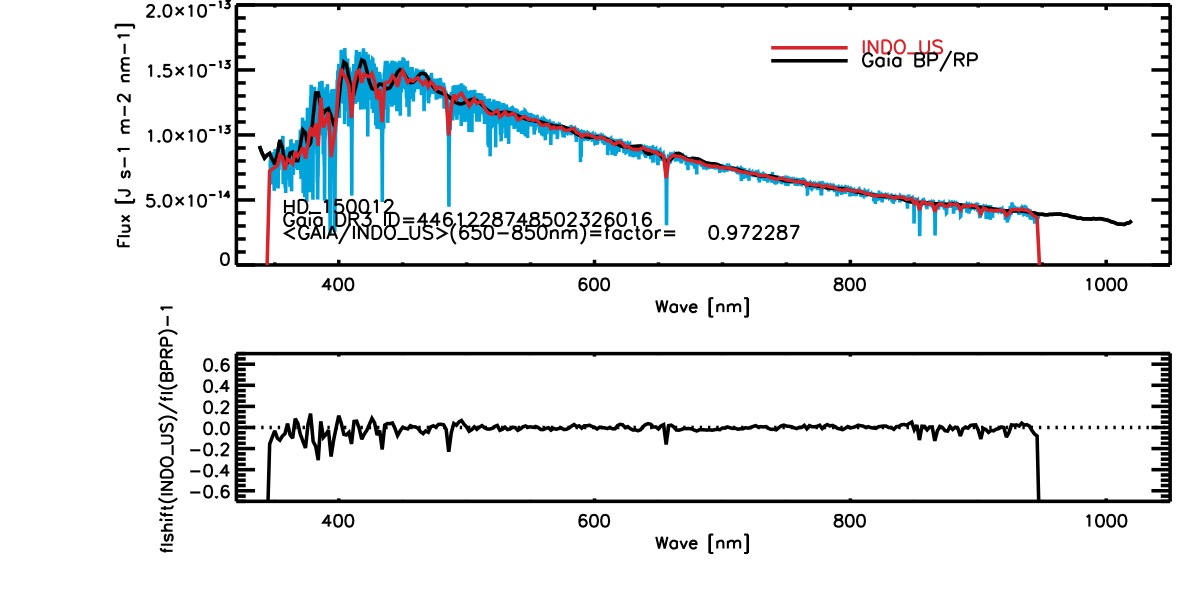 2.0×10−13
1.5×10−13
1.0×10−13
5.0×10−14
0
Flux [J s−1 m−2 nm−1]
INDO_US
Gaia BP/RP
HD_150012
Gaia DR3 ID=4461228748502326016
<GAIA/INDO_US>(650−850nm)=factor= 0.972287
400 600 800 1000
Wave [nm]
flshift(INDO_US)/fl(BPRP)−1
0.6
0.4
0.2
0.0
−0.2
−0.4
−0.6
400 600 800 1000
Wave [nm]